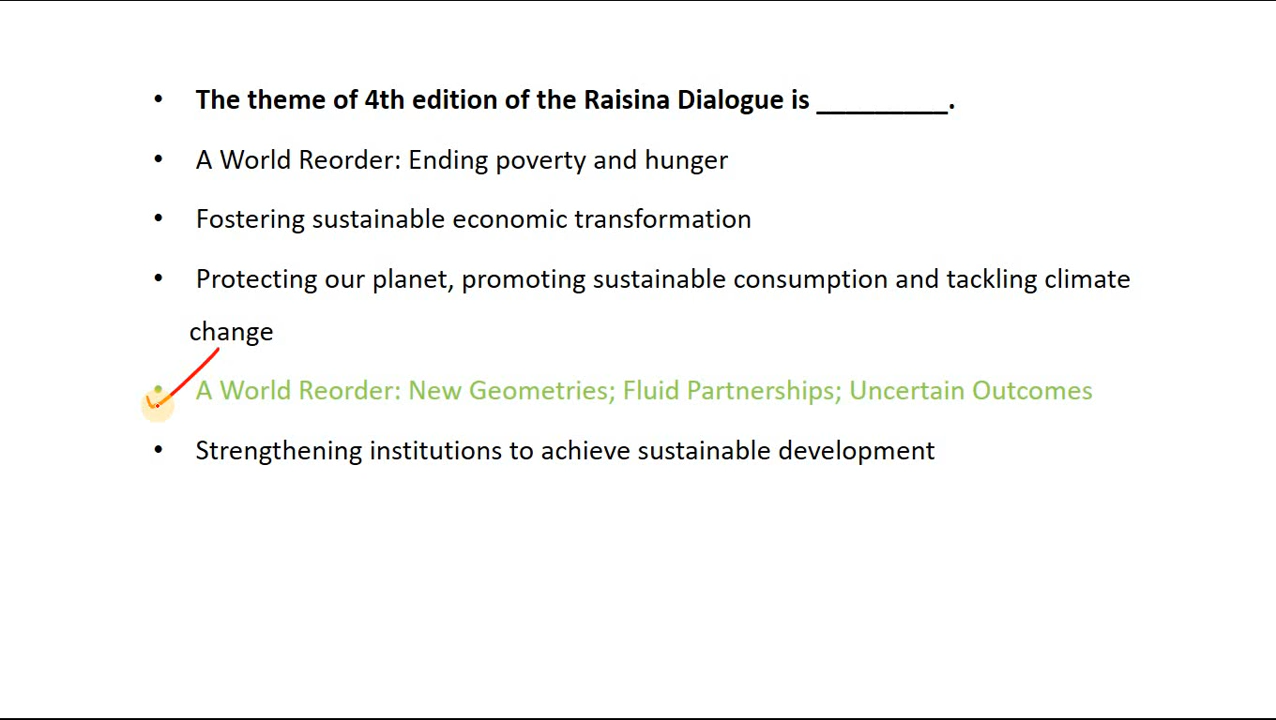 • The theme of 4th edition of the Raisina Dialogue is _________.
• A World Reorder: Ending poverty and hunger
• Fostering sustainable economic transformation
• Protecting our planet, promoting sustainable consumption and tackling climate
change
• A World Reorder: New Geometries; Fluid Partnerships; Uncertain Outcomes
• Strengthening institutions to achieve sustainable development